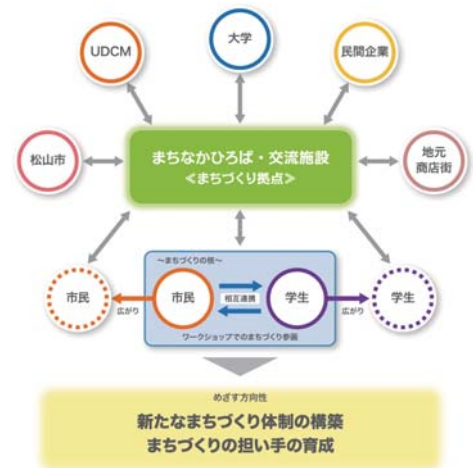 UDCM
大学
民間企業
松山市
まちなかひろば・交流施設
≪まちづくり拠点≫
地元
商店街
～まちづくりの核～
市民
広がり
市民
相互連携
学生
広がり
学生
ワークショップでのまちづくり参画
めざす方向性
新たなまちづくり体制の構築
まちづくりの担い手の育成